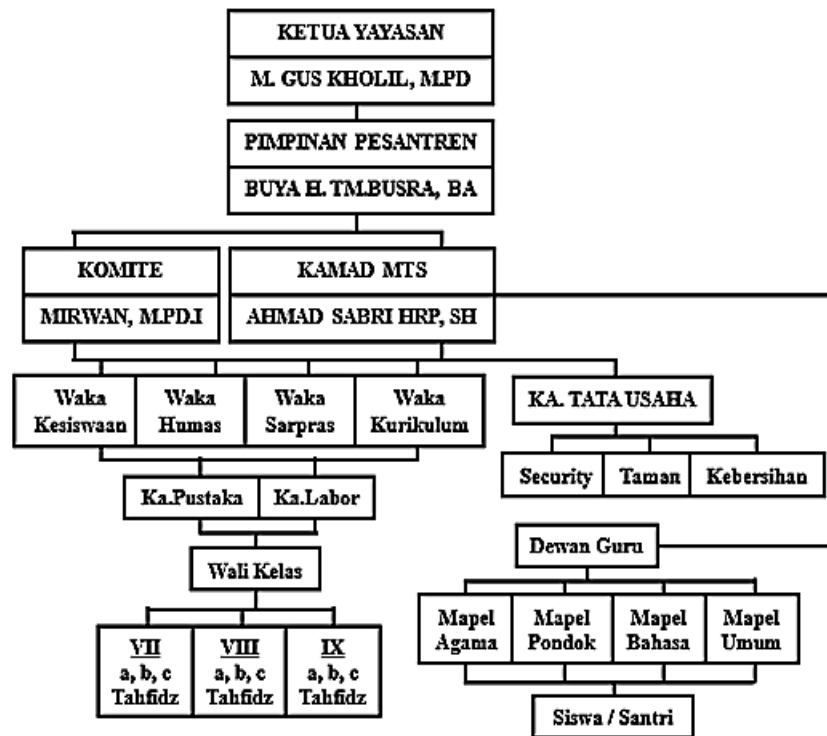 KETUA YAYASAN
M. GUS KHOLIL, M.PD
PIMPINAN PESANTREN
BUYA H. TM.BUSRA, BA
KOMITE
MIRWAN, M.PD.I
KAMAD MTS
AHMAD SABRI HRP, SH
Waka
Kesiswaan
Waka
Humas
Waka
Sarpras
Waka
Kurikulum
KA. TATA USAHA
Security
Taman
Kebersihan
Ka.Pustaka
Ka.Labor
Wali Kelas
VII
a, b, c
Tahfidz
VIII
a, b, c
Tahfidz
IX
a, b, c
Tahfidz
Dewan Guru
Mapel
Agama
Mapel
Pondok
Mapel
Bahasa
Mapel
Umum
Siswa / Santri